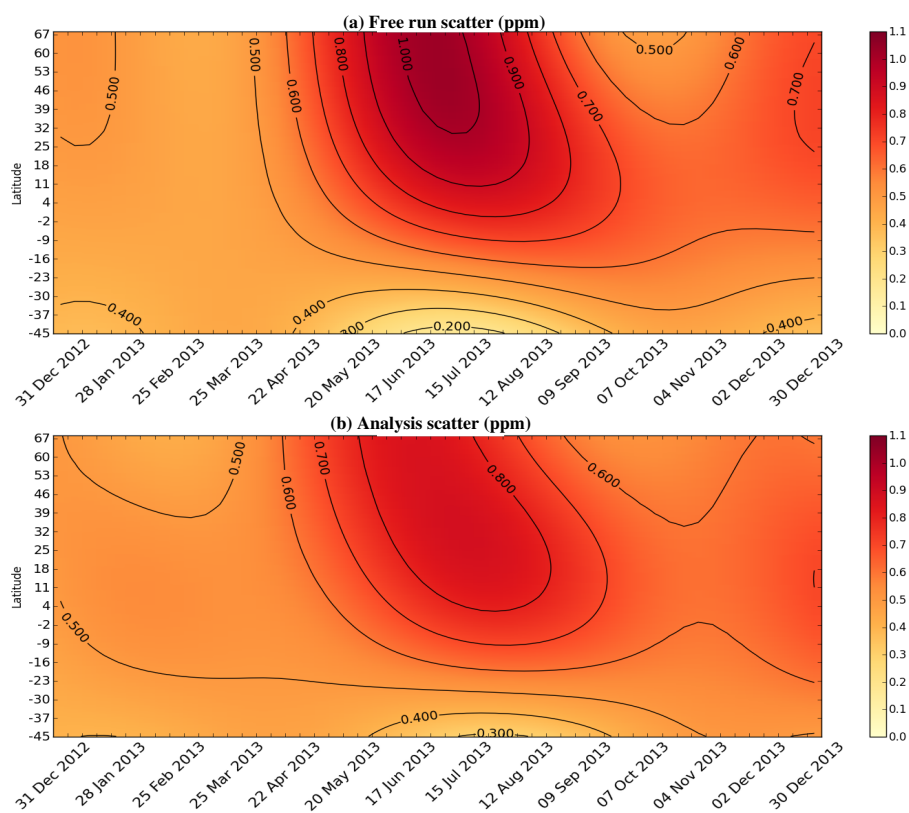 (a) Free run scatter (ppm)
67
60
53
46
39
32
25
18
11
4
-2
-9
-16
-23
-30
-37
-45
Latitude
0.500
0.500
0.600
0.800
1.000
0.900
0.700
0.500
0.600
0.700
0.400
0.400
.300
0.200
0.400
1.1
1.0
0.9
0.8
0.7
0.6
0.5
0.4
0.3
0.2
0.1
0.0
31 Dec 2012
28 Jan 2013
25 Feb 2013
25 Mar 2013
22 Apr 2013
20 May 2013
17 Jun 2013
15 Jul 2013
12 Aug 2013
09 Sep 2013
07 Oct 2013
04 Nov 2013
02 Dec 2013
30 Dec 2013
(b) Analysis scatter (ppm)
67
60
53
46
39
32
25
18
11
4
-2
-9
-16
-23
-30
-37
-45
Latitude
0.500
0.600
0.700
0.800
0.600
0.500
0.400
0.300
1.1
1.0
0.9
0.8
0.7
0.6
0.5
0.4
0.3
0.2
0.1
0.0
31 Dec 2012
28 Jan 2013
25 Feb 2013
25 Mar 2013
22 Apr 2013
20 May 2013
17 Jun 2013
15 Jul 2013
12 Aug 2013
09 Sep 2013
07 Oct 2013
04 Nov 2013
02 Dec 2013
30 Dec 2013